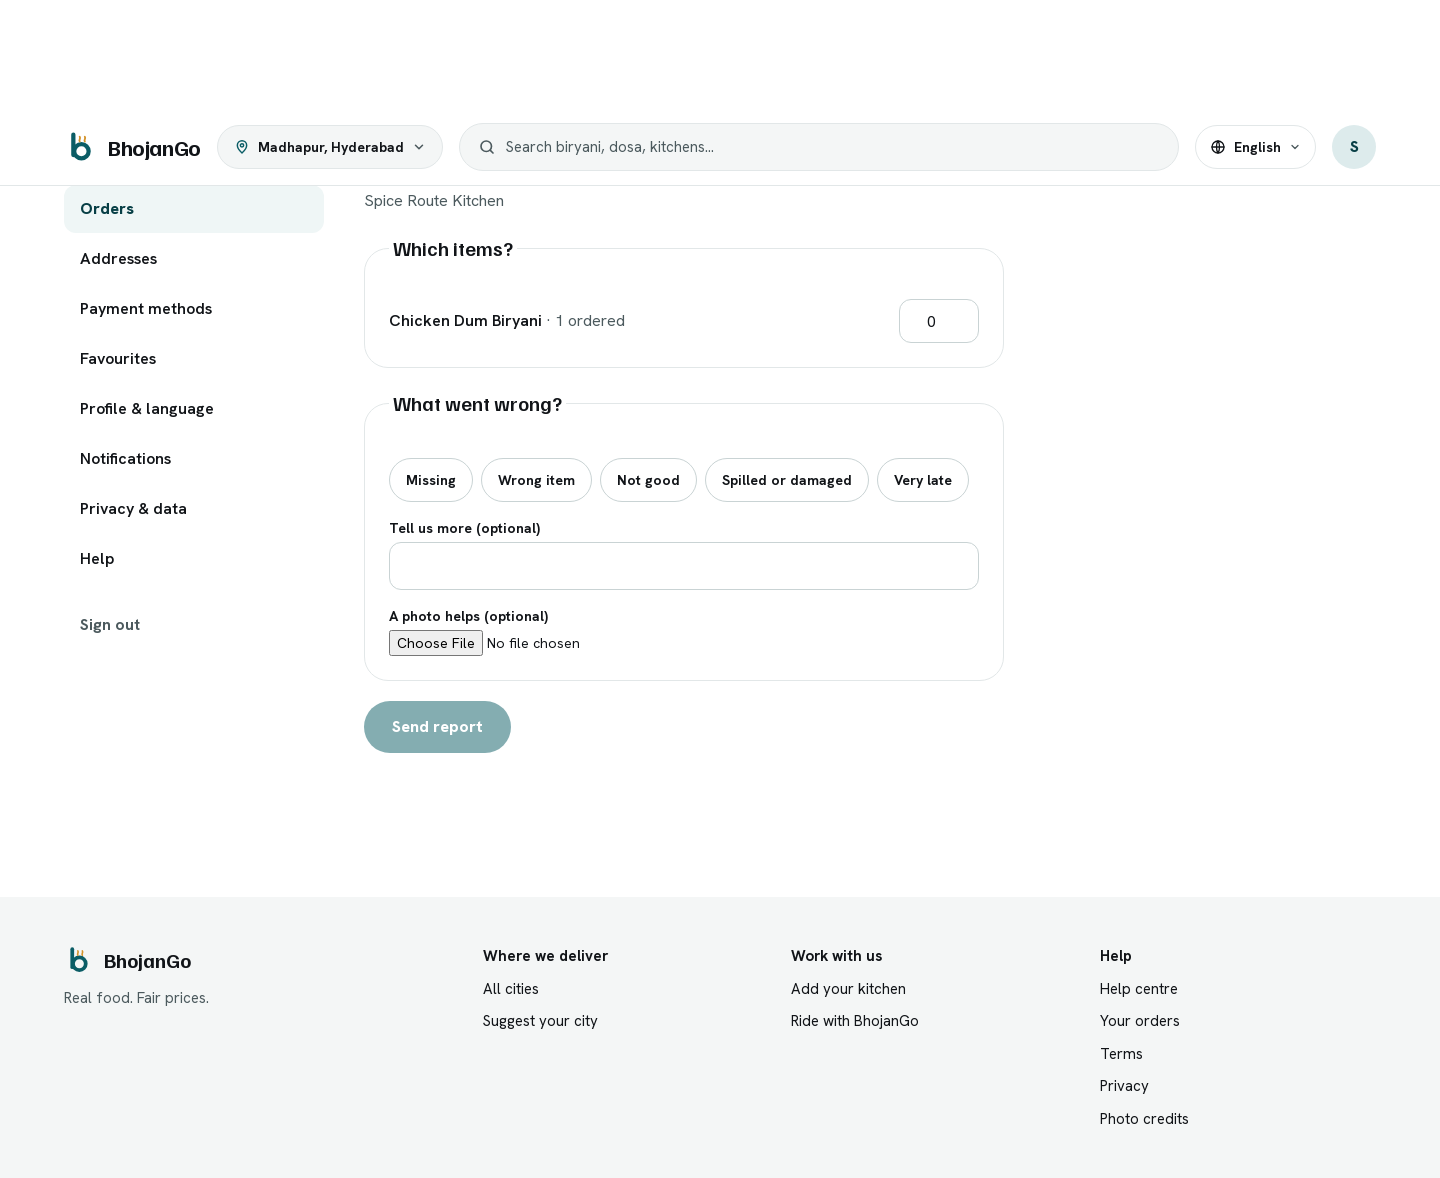 BhojanGo
Madhapur, Hyderabad
Search biryani, dosa, kitchens...
English
S
Orders
Addresses
Payment methods
Favourites
Profile & language
Notifications
Privacy & data
Help
Sign out
Spice Route Kitchen
Which items?
Chicken Dum Biryani · 1 ordered
0
What went wrong?
Missing
Wrong item
Not good
Spilled or damaged
Very late
Tell us more (optional)
A photo helps (optional)
Choose File No file chosen
Send report
BhojanGo
Real food. Fair prices.
Where we deliver
All cities
Suggest your city
Work with us
Add your kitchen
Ride with BhojanGo
Help
Help centre
Your orders
Terms
Privacy
Photo credits